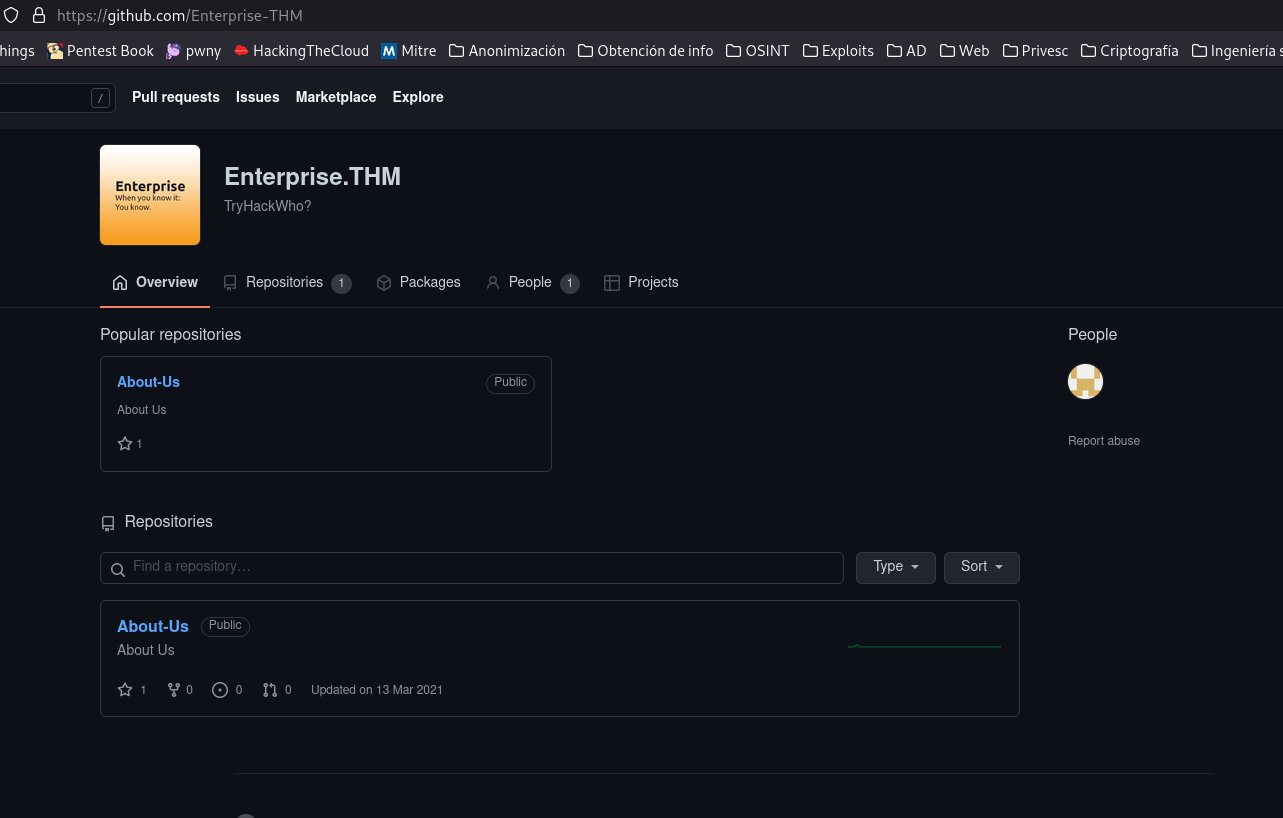 https://github.com/Enterprise-THM
hings Pentest Book pwny HackingTheCloud Mitre Anonimización Obtención de info OSINT Exploits AD Web Privesc Criptografía Ingeniería s
/ Pull requests Issues Marketplace Explore
Enterprise
When you know it:
You know.
Enterprise.THM
TryHackWho?
Overview Repositories 1 Packages People 1 Projects
Popular repositories
About-Us Public
About Us
1
People
Report abuse
Repositories
Find a repository… Type Sort
About-Us Public
About Us
1 0 0 0 Updated on 13 Mar 2021